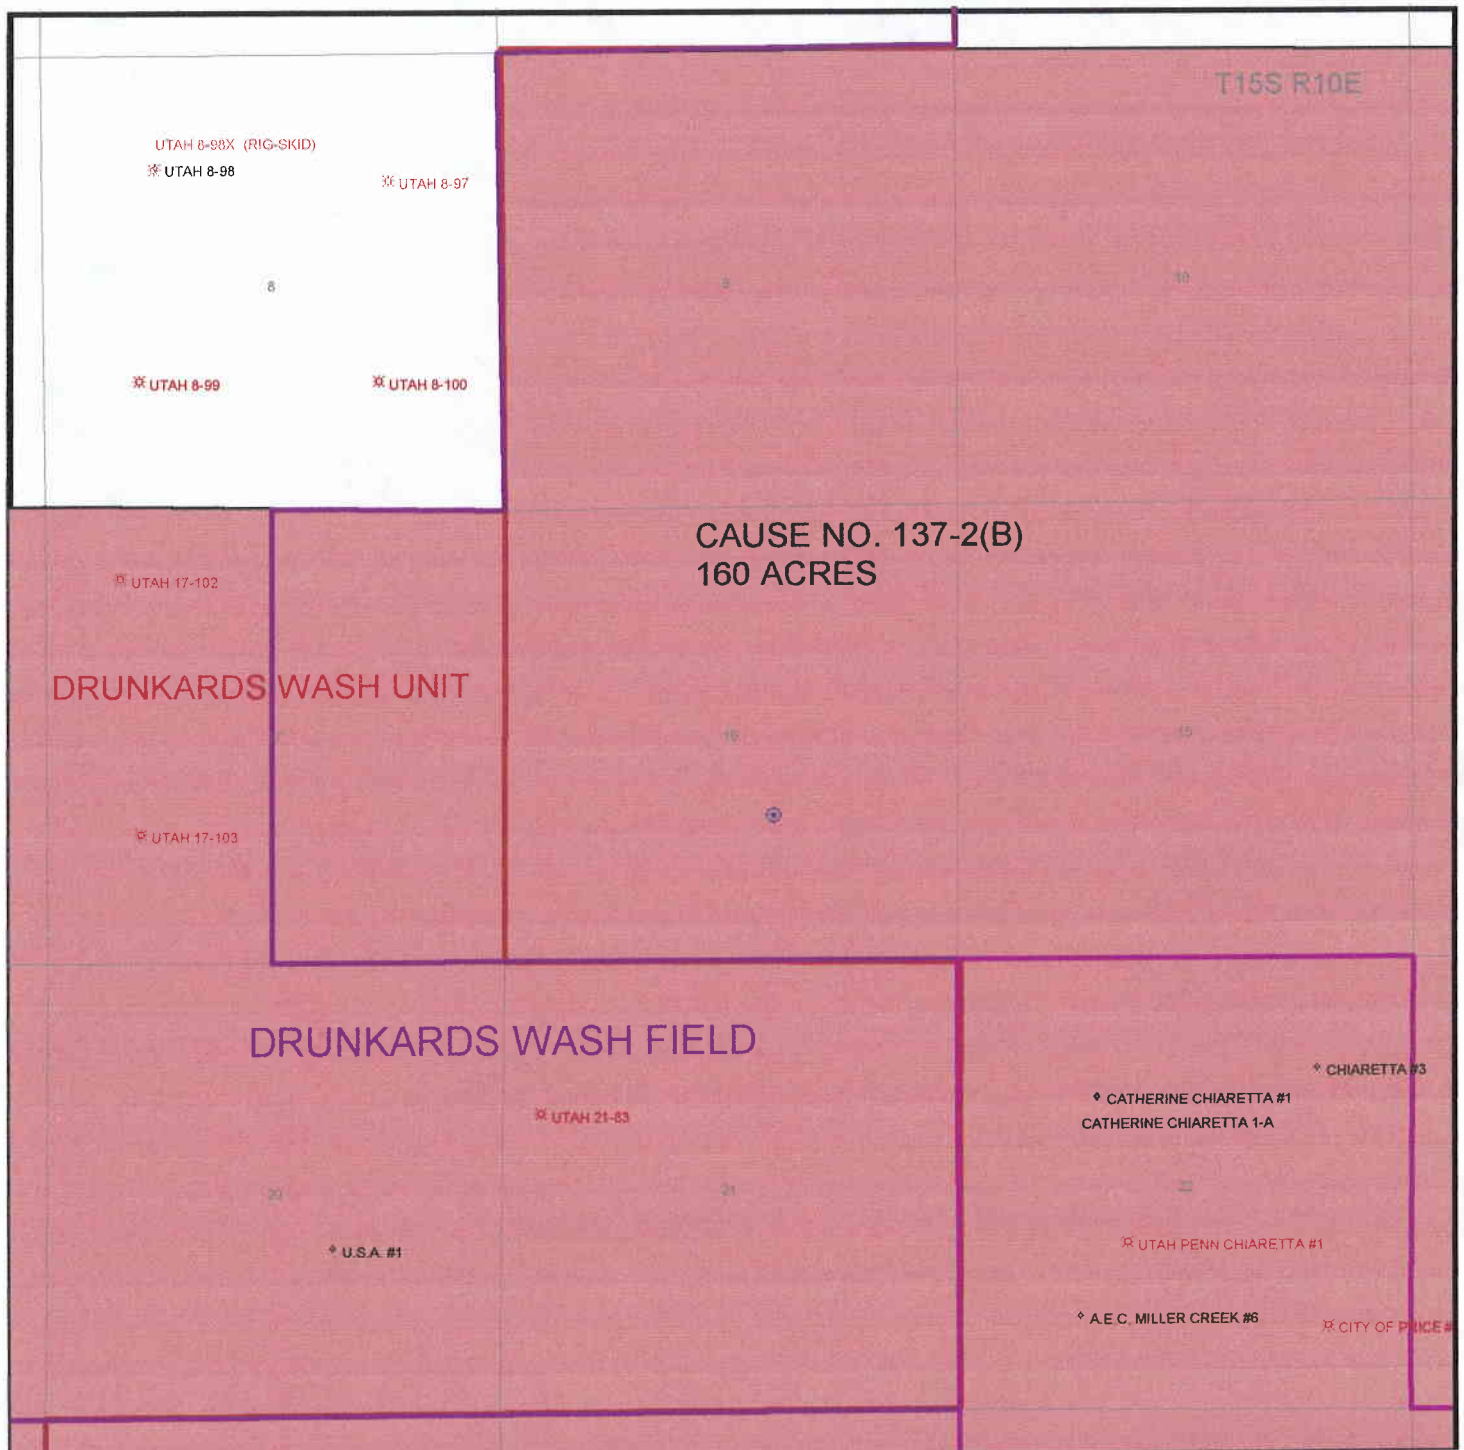 T15S R10E
UTAH 8-98X (RIG-SKID)
UTAH 8-98
UTAH 8-97
8
9
10
UTAH 8-99
UTAH 8-100
CAUSE NO. 137-2(B)
160 ACRES
UTAH 17-102
DRUNKARDS WASH UNIT
16
15
UTAH 17-103
DRUNKARDS WASH FIELD
CHIARETTA #3
CATHERINE CHIARETTA #1
CATHERINE CHIARETTA 1-A
UTAH 21-83
20
21
22
U.S.A. #1
UTAH PENN CHIARETTA #1
A.E.C. MILLER CREEK #6
CITY OF PRICE #